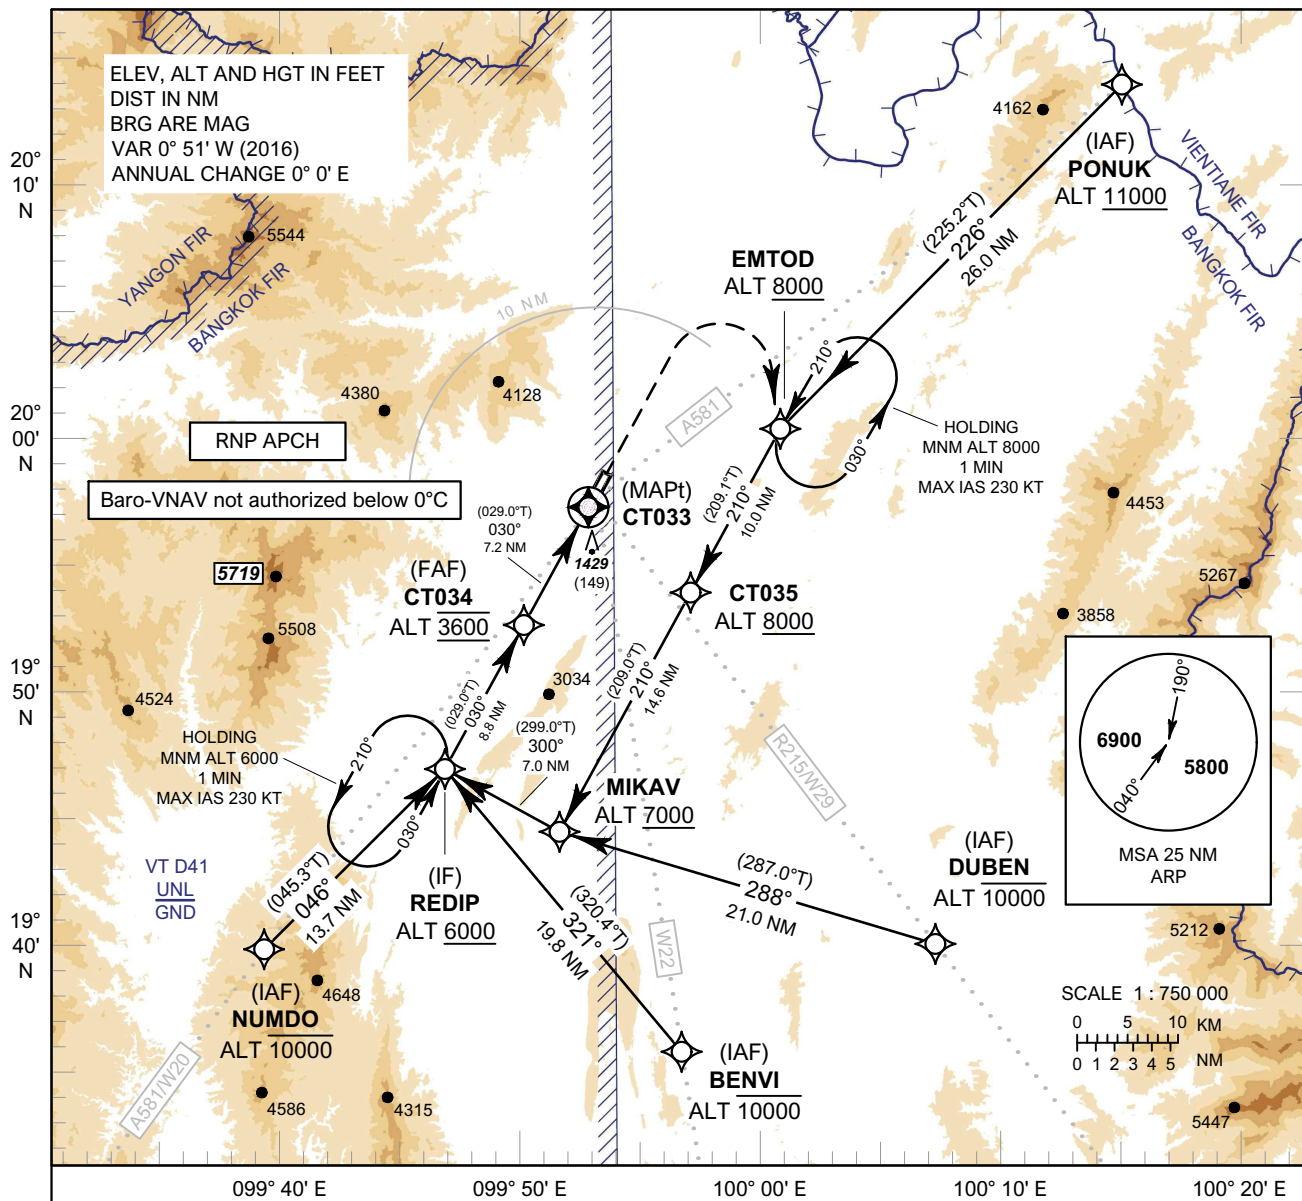 ELEV, ALT AND HGT IN FEET
DIST IN NM
BRG ARE MAG
VAR 0° 51' W (2016)
ANNUAL CHANGE 0° 0' E
20°
10'
N
20°
00'
N
19°
50'
N
19°
40'
N
5544
YANGON FIR
BANGKOK FIR
4162
(IAF)
PONUK
ALT 11000
VIENTIANE FIR
BANGKOK FIR
(225.2°T)
226°
26.0 NM
EMTOD
ALT 8000
10 NM
4380
4128
RNP APCH
Baro-VNAV not authorized below 0°C
A581
210°
030°
HOLDING
MNM ALT 8000
1 MIN
MAX IAS 230 KT
(MAPt)
CT033
(029.0°T)
030°
7.2 NM
1429
(149)
(209.1°T)
210°
10.0 NM
4453
5719
5508
(FAF)
CT034
ALT 3600
CT035
ALT 8000
5267
3858
4524
3034
(029.0°T)
030°
8.8 NM
(209.0°T)
210°
14.6 NM
(299.0°T)
300°
7.0 NM
HOLDING
MNM ALT 6000
1 MIN
MAX IAS 230 KT
210°
030°
R215/W29
MIKAV
ALT 7000
190°
6900
5800
040°
MSA 25 NM
ARP
VT D41
UNL
GND
(045.3°T)
046°
13.7 NM
(IF)
REDIP
ALT 6000
(320.4°T)
321°
19.8 NM
(287.0°T)
288°
21.0 NM
(IAF)
DUBEN
ALT 10000
W22
5212
(IAF)
NUMDO
ALT 10000
4648
SCALE 1 : 750 000
0 5 10 KM
0 1 2 3 4 5 NM
(IAF)
BENVI
ALT 10000
A581/W20
4586
4315
5447
099° 40' E
099° 50' E
100° 00' E
100° 10' E
100° 20' E